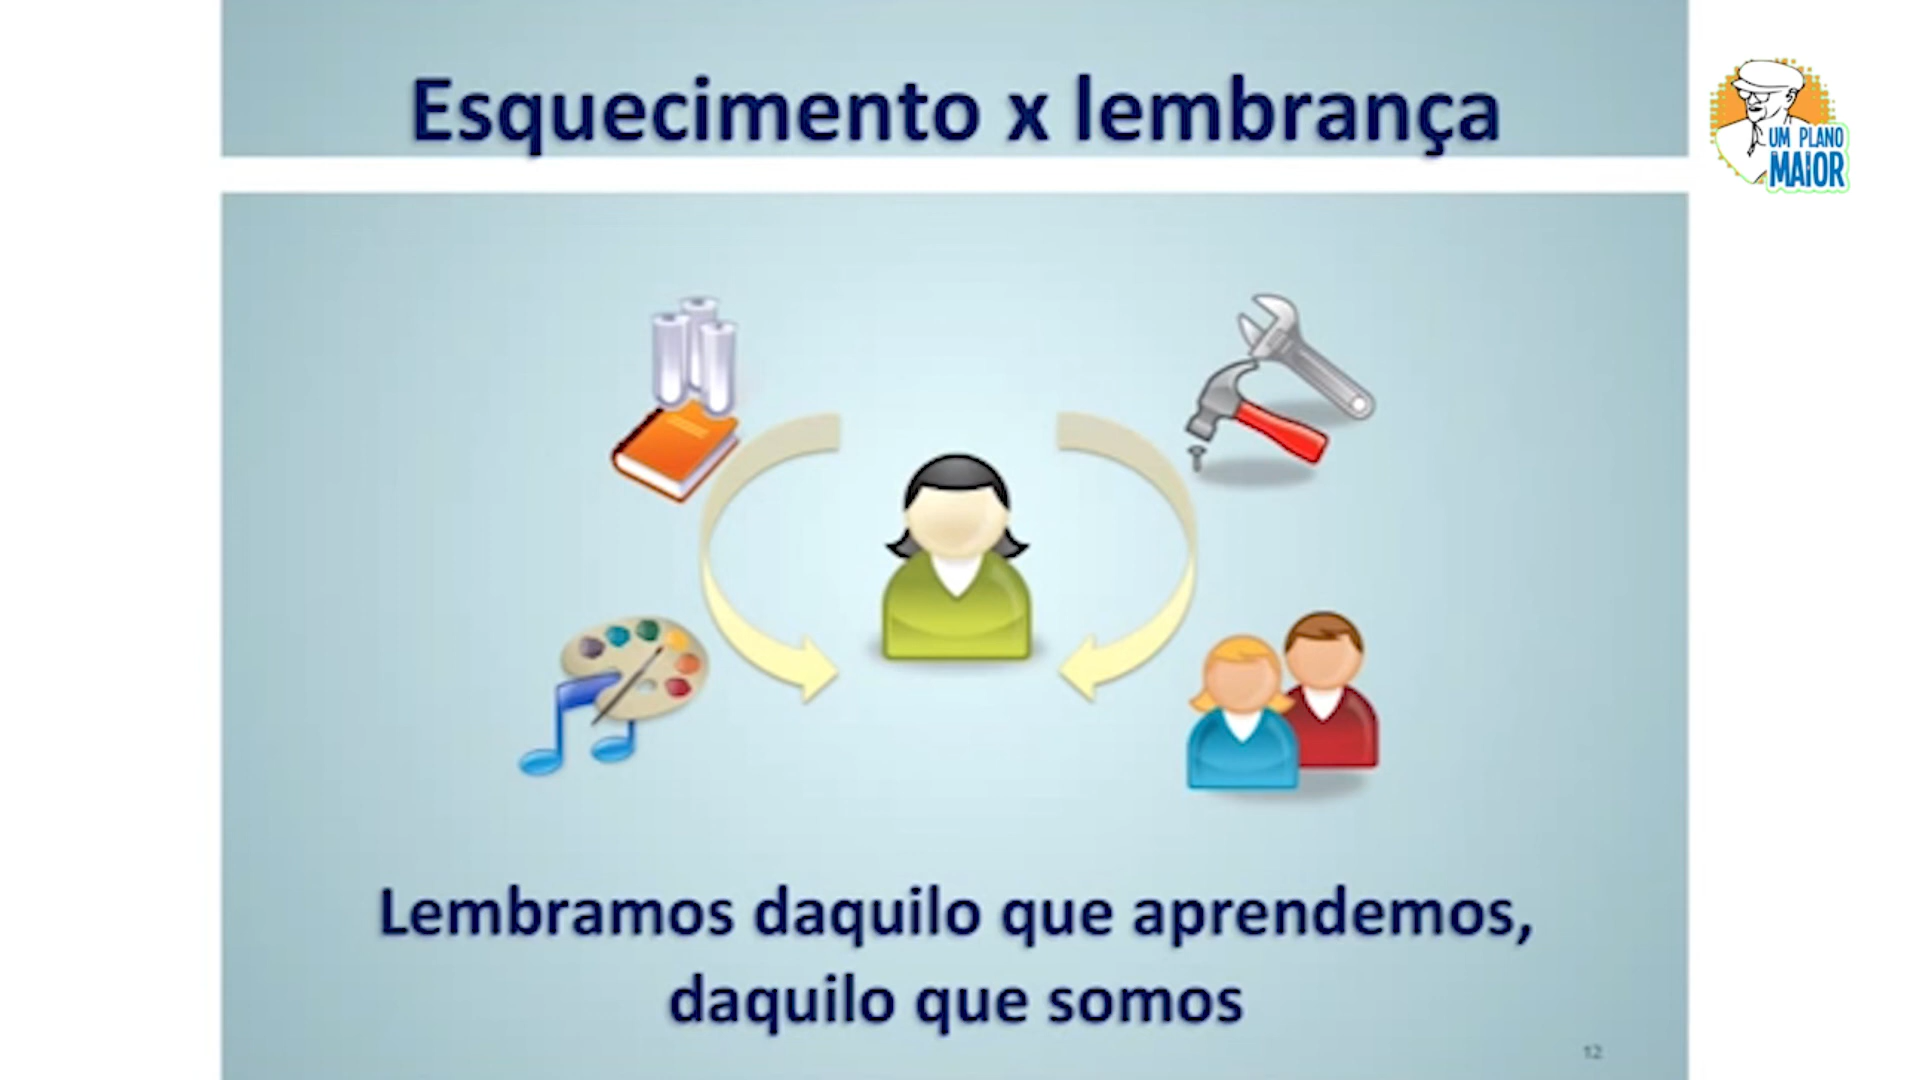 Esquecimento x lembrança
UM PLANO
MAIOR
Lembramos daquilo que aprendemos,
daquilo que somos
12